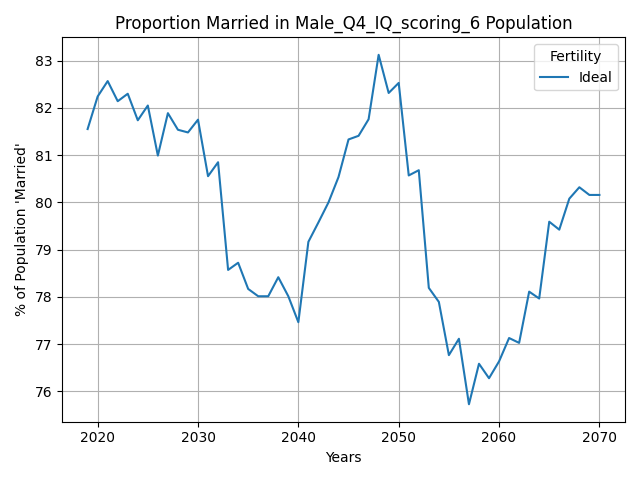 Proportion Married in Male_Q4_IQ_scoring_6 Population
Fertility
Ideal
% of Population 'Married'
83
82
81
80
79
78
77
76
2020 2030 2040 2050 2060 2070
Years